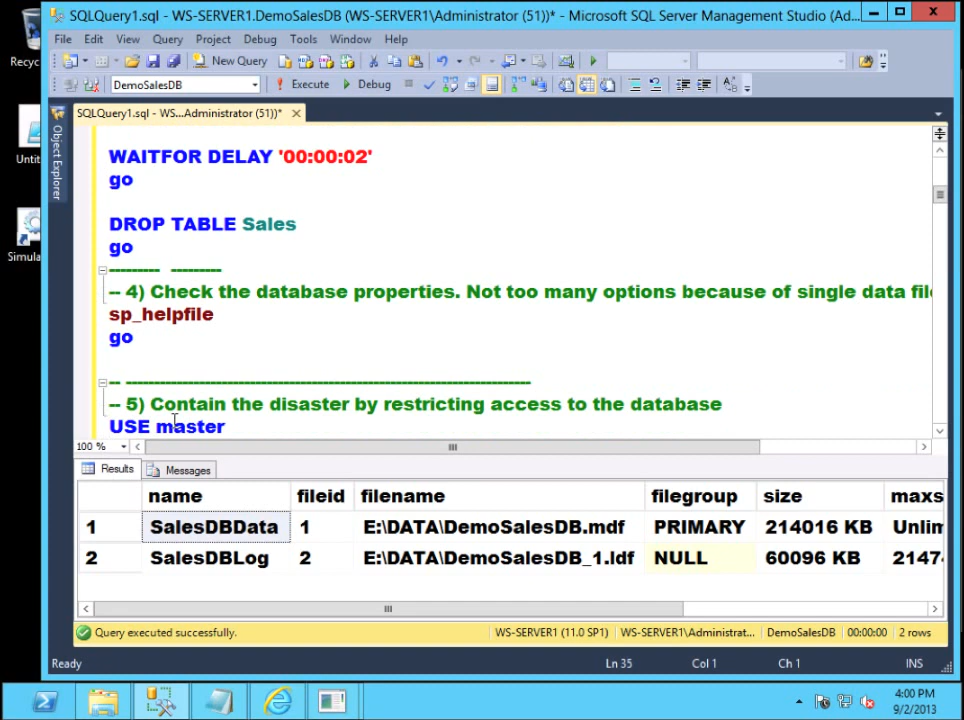 SQLQuery1.sql - WS-SERVER1.DemoSalesDB (WS-SERVER1\Administrator (51))* - Microsoft SQL Server Management Studio (Ad...
Recyc
File Edit View Query Project Debug Tools Window Help
New Query
DemoSalesDB
Execute
Debug
SQLQuery1.sql - WS...Administrator (51))*
Object Explorer
Untit
Simula
WAITFOR DELAY '00:00:02'
go
DROP TABLE Sales
go
--------- ---------
-- 4) Check the database properties. Not too many options because of single data fil
sp_helpfile
go
-- ------------------------------------------------------------------------
-- 5) Contain the disaster by restricting access to the database
USE master
100 %
Results Messages
name fileid filename filegroup size maxs
1 SalesDBData 1 E:\DATA\DemoSalesDB.mdf PRIMARY 214016 KB Unlim
2 SalesDBLog 2 E:\DATA\DemoSalesDB_1.ldf NULL 60096 KB 2147
Query executed successfully. WS-SERVER1 (11.0 SP1) WS-SERVER1\Administrat... DemoSalesDB 00:00:00 2 rows
Ready Ln 35 Col 1 Ch 1 INS
4:00 PM
9/2/2013